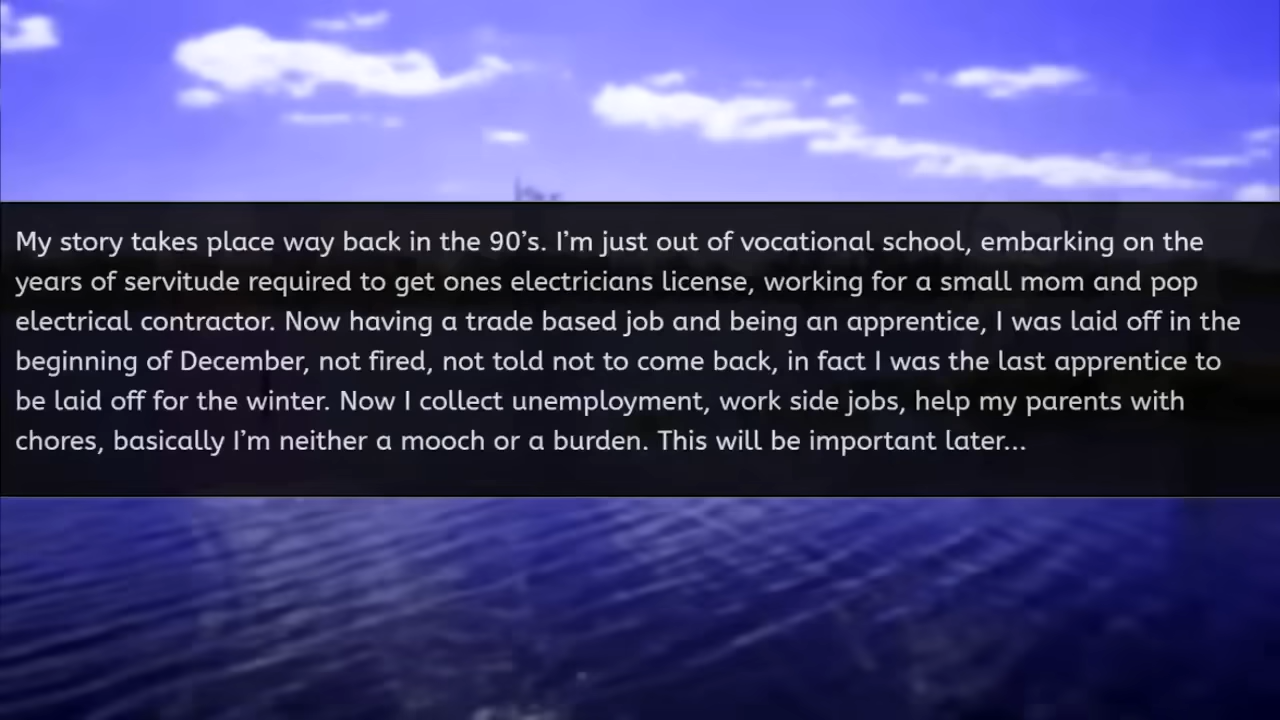 My story takes place way back in the 90’s. I’m just out of vocational school, embarking on the
years of servitude required to get ones electricians license, working for a small mom and pop
electrical contractor. Now having a trade based job and being an apprentice, I was laid off in the
beginning of December, not fired, not told not to come back, in fact I was the last apprentice to
be laid off for the winter. Now I collect unemployment, work side jobs, help my parents with
chores, basically I’m neither a mooch or a burden. This will be important later...